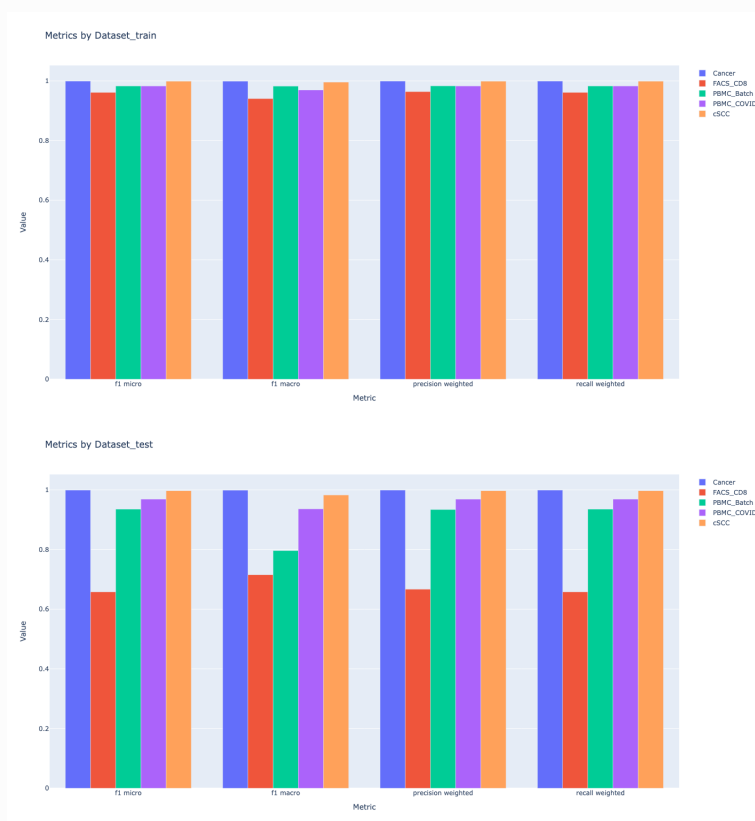 Metrics by Dataset_train
1
0.8
0.6
0.4
0.2
0
Value
f1 micro
f1 macro
precision weighted
recall weighted
Metric
Cancer
FACS_CD8
PBMC_Batch
PBMC_COVID
cSCC
Metrics by Dataset_test
1
0.8
0.6
0.4
0.2
0
Value
f1 micro
f1 macro
precision weighted
recall weighted
Metric
Cancer
FACS_CD8
PBMC_Batch
PBMC_COVID
cSCC